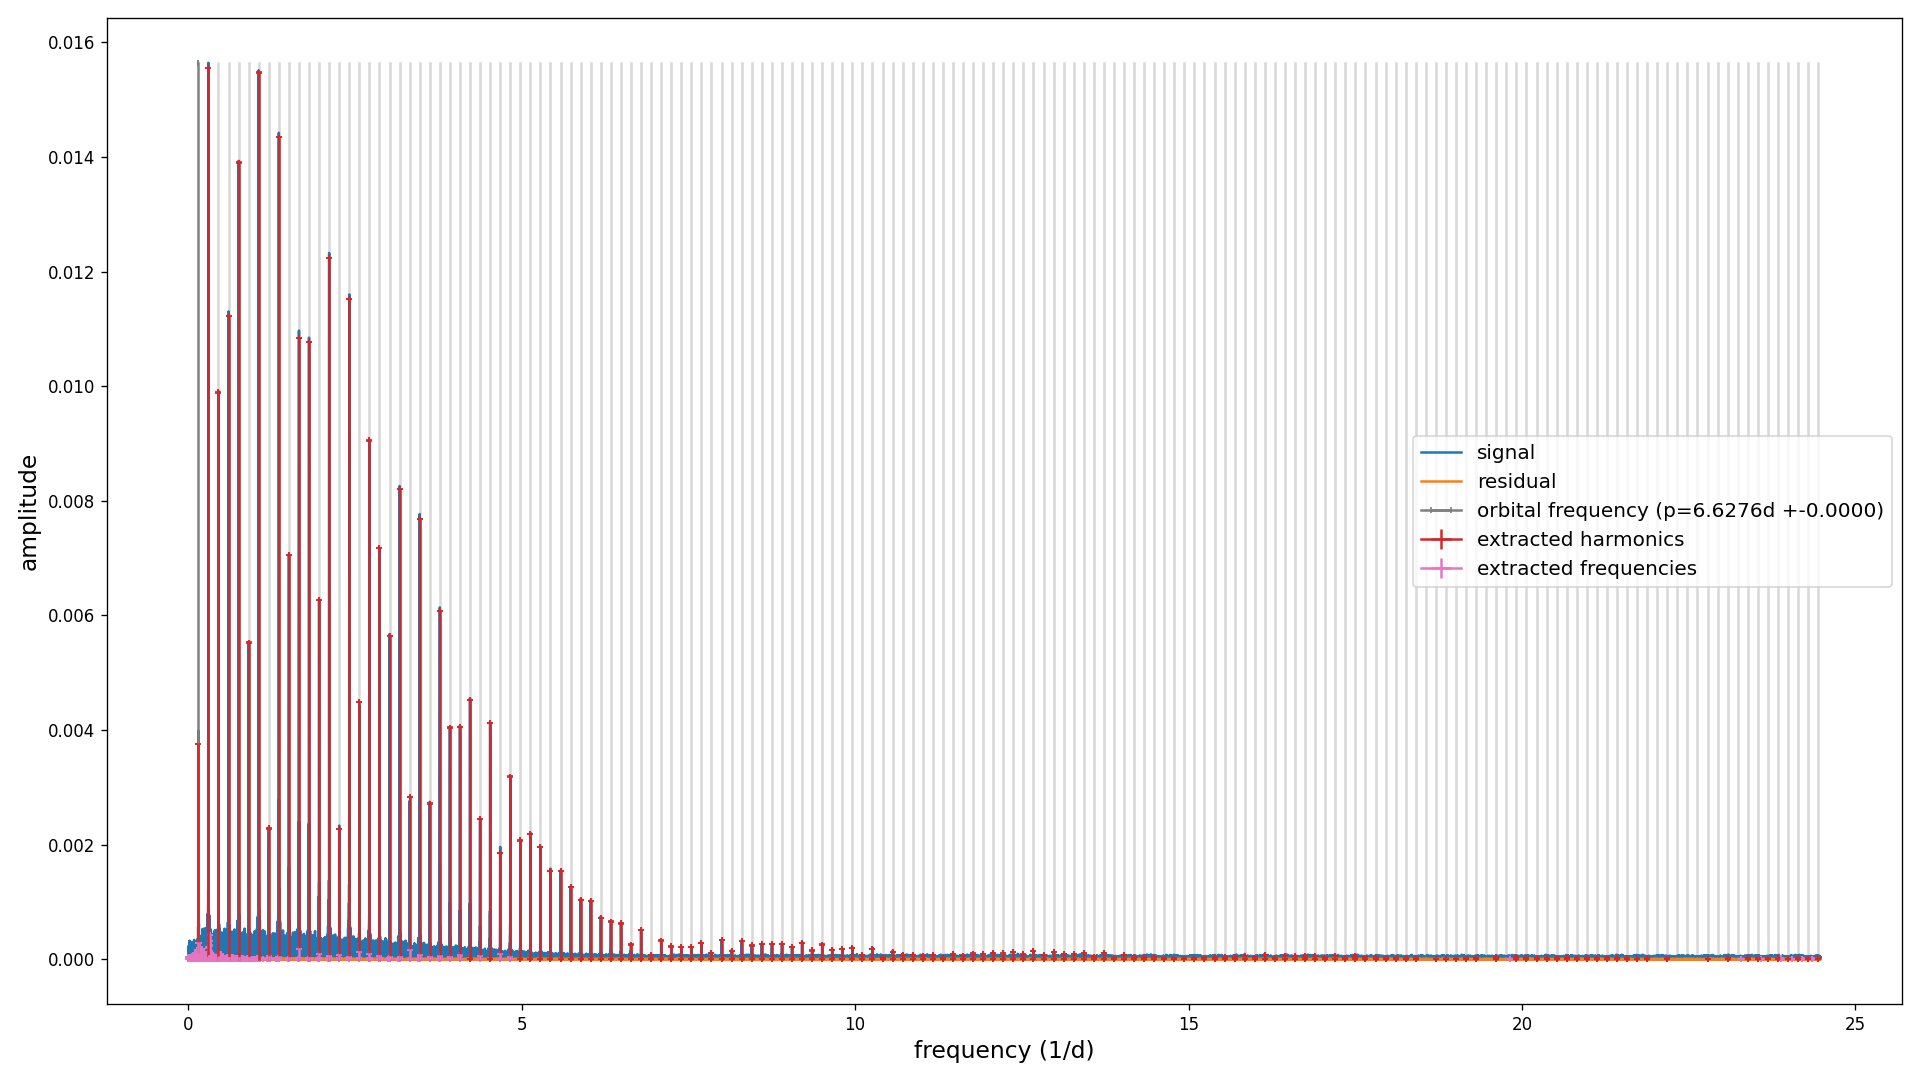 0.016
0.014
0.012
0.010
0.008
0.006
0.004
0.002
0.000
amplitude
signal
residual
orbital frequency (p=6.6276d +-0.0000)
extracted harmonics
extracted frequencies
0 5 10 15 20 25
frequency (1/d)